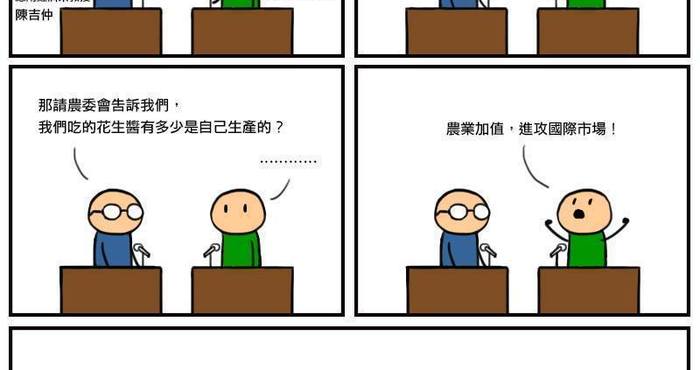 陳吉仲
那請農委會告訴我們，
我們吃的花生醬有多少是自己生產的？
…………
農業加值，進攻國際市場！